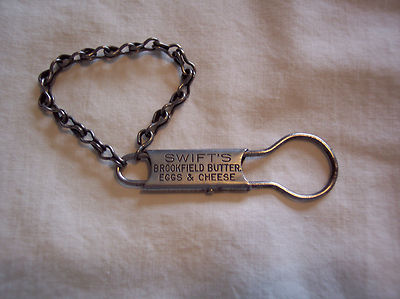 SWIFT'S
BROOKFIELD BUTTER.
EGGS & CHEESE